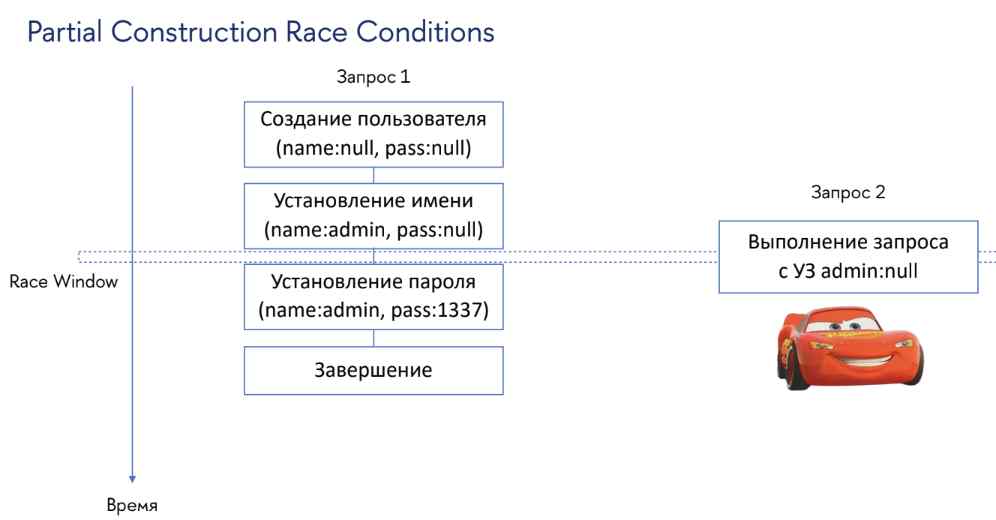 Partial Construction Race Conditions
Запрос 1
Создание пользователя
(name:null, pass:null)
Установление имени
(name:admin, pass:null)
Запрос 2
Выполнение запроса
с УЗ admin:null
Race Window
Установление пароля
(name:admin, pass:1337)
Завершение
Время